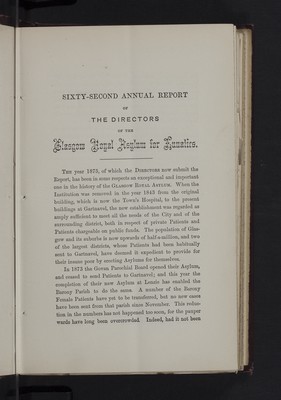 SIXTY-SECOND ANNUAL REPORT
OF
THE DIRECTORS
OF THE
Glasgow Royal Asylum for Lunatics.
THE year 1875, of which the DIRECTORS now submit the
Report, has been in some respects an exceptional and important
one in the history of the GLASGOW ROYAL ASYLUM. When the
Institution was removed in the year 1843 from the original
building, which is now the Town's Hospital, to the present
buildings at Gartnavel, the new establishment was regarded as
amply sufficient to meet all the needs of the City and of the
surrounding district, both in respect of private Patients and
Patients chargeable on public funds. The population of Glas-
gow and its suburbs is now upwards of half-a-million, and two
of the largest districts, whose Patients had been habitually
sent to Gartnavel, have deemed it expedient to provide for
their insane poor by erecting Asylums for themselves.
In 1873 the Govan Parochial Board opened their Asylum,
and ceased to send Patients to Gartnavel; and this year the
completion of their new Asylum at Lenzie has enabled the
Barony Parish to do the same. A number of the Barony
Female Patients have yet to be transferred, but no new cases
have been sent from that parish since November. This reduc-
tion in the numbers has not happened too soon, for the pauper
wards have long been overcrowded. Indeed, had it not been